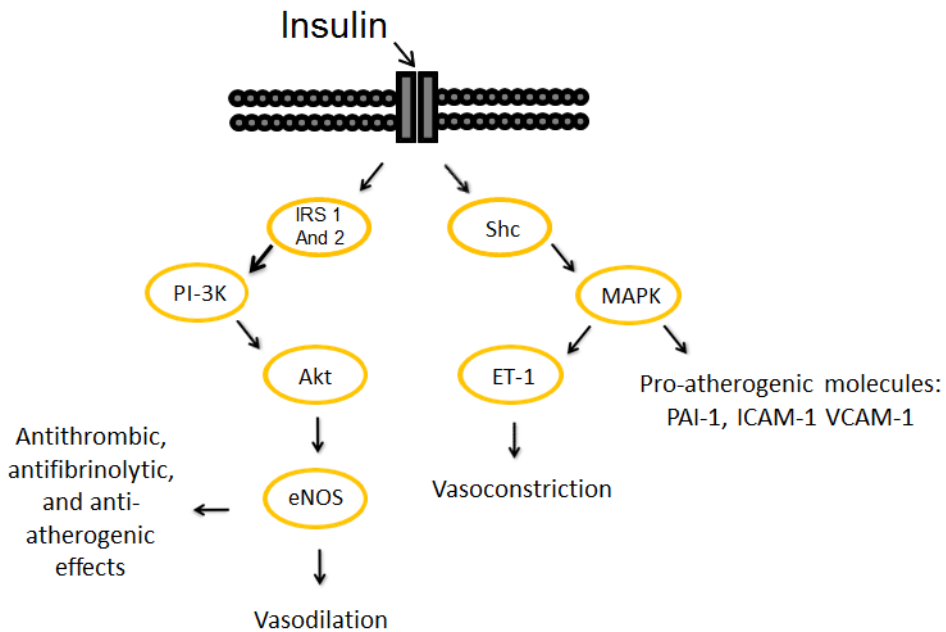 Insulin
IRS 1
And 2
Shc
PI-3K
MAPK
Akt
ET-1
Pro-atherogenic molecules:
PAI-1, ICAM-1 VCAM-1
Antithrombic,
antifibrinolytic,
and anti-
atherogenic
effects
eNOS
Vasoconstriction
Vasodilation